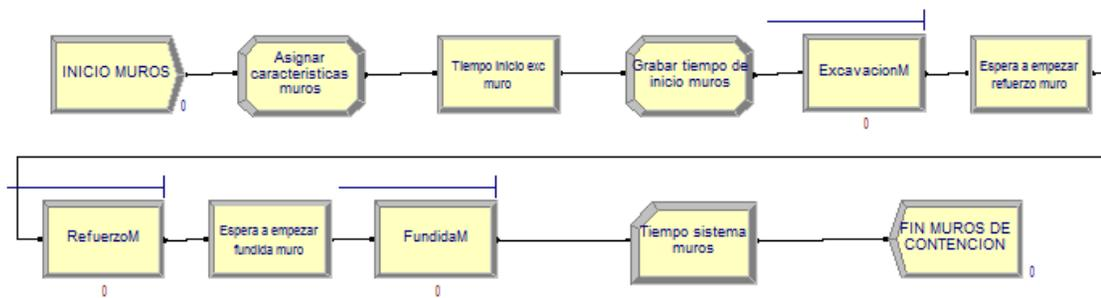 INICIO MUROS
0
Asignar
caracteristicas
muros
Tiempo inicio exc
muro
Grabar tiempo de
inicio muros
ExcavacionM
0
Espera a empezar
refuerzo muro
RefuerzoM
0
Espera a empezar
fundida muro
FundidaM
0
Tiempo sistema
muros
FIN MUROS DE
CONTENCION
0